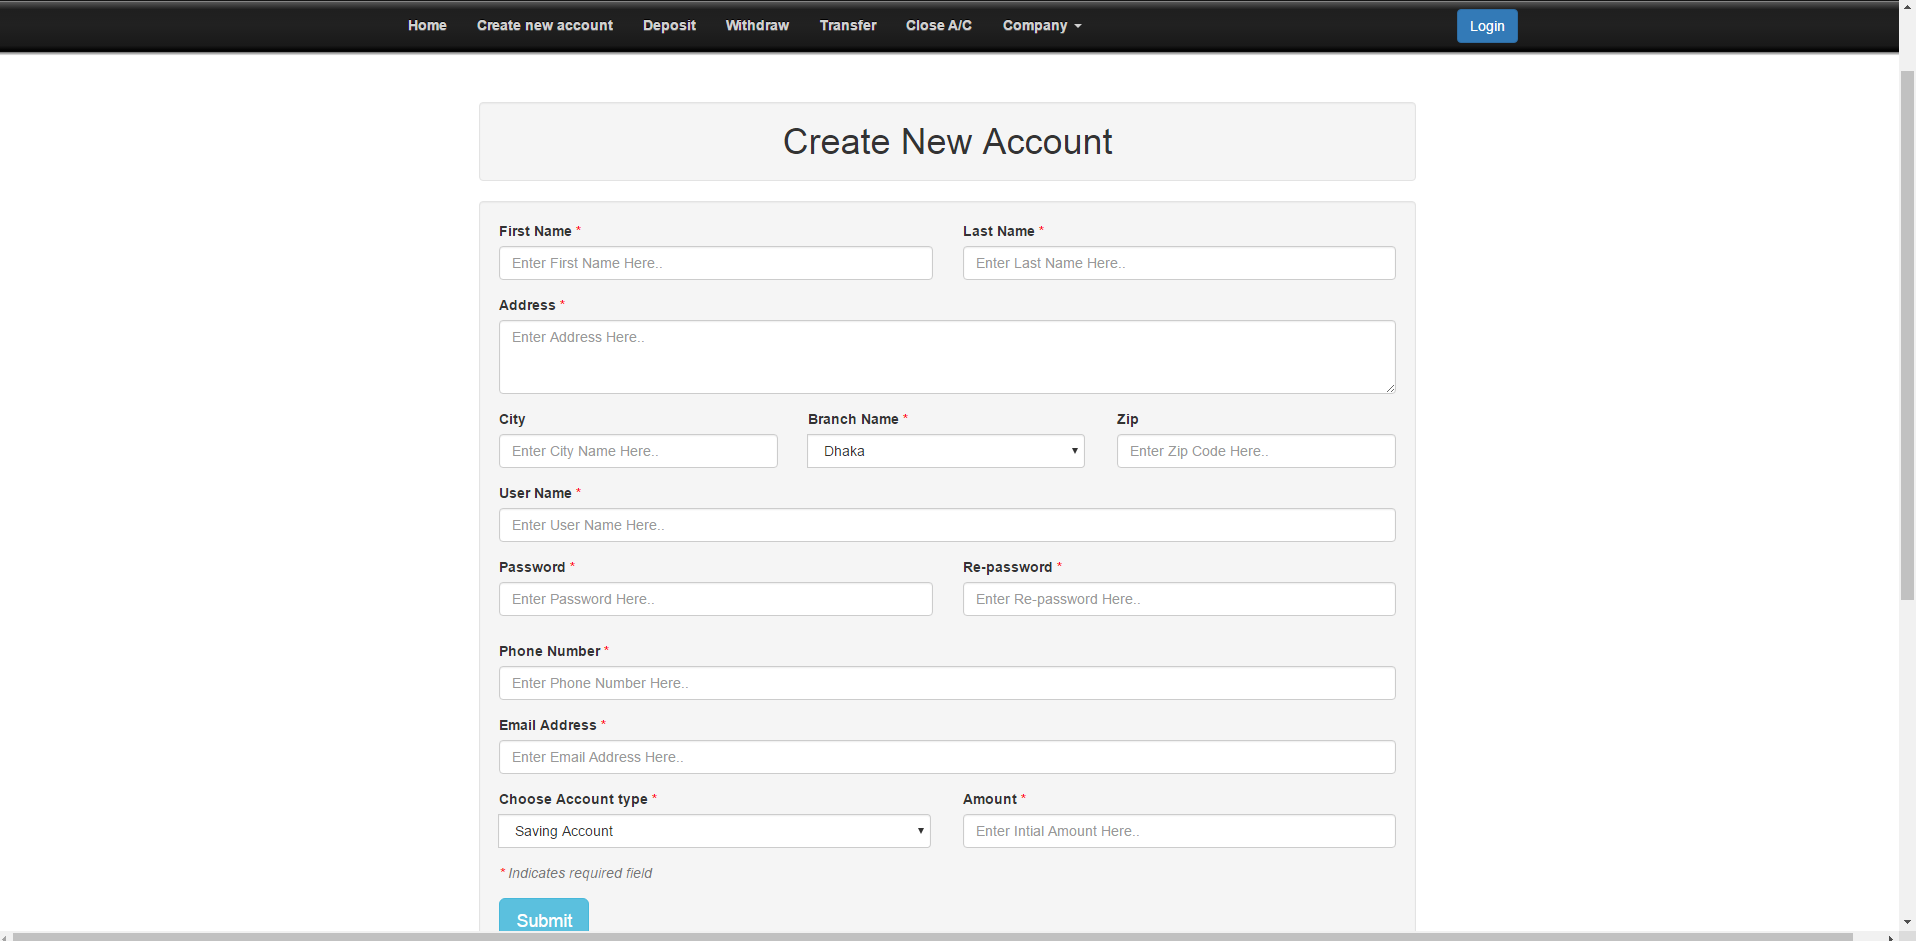 Home Create new account Deposit Withdraw Transfer Close A/C Company Login
Create New Account
First Name * Last Name *
Enter First Name Here.. Enter Last Name Here..
Address *
Enter Address Here..
City Branch Name * Zip
Enter City Name Here.. Dhaka Enter Zip Code Here..
User Name *
Enter User Name Here..
Password * Re-password *
Enter Password Here.. Enter Re-password Here..
Phone Number *
Enter Phone Number Here..
Email Address *
Enter Email Address Here..
Choose Account type * Amount *
Saving Account Enter Intial Amount Here..
* Indicates required field
Submit